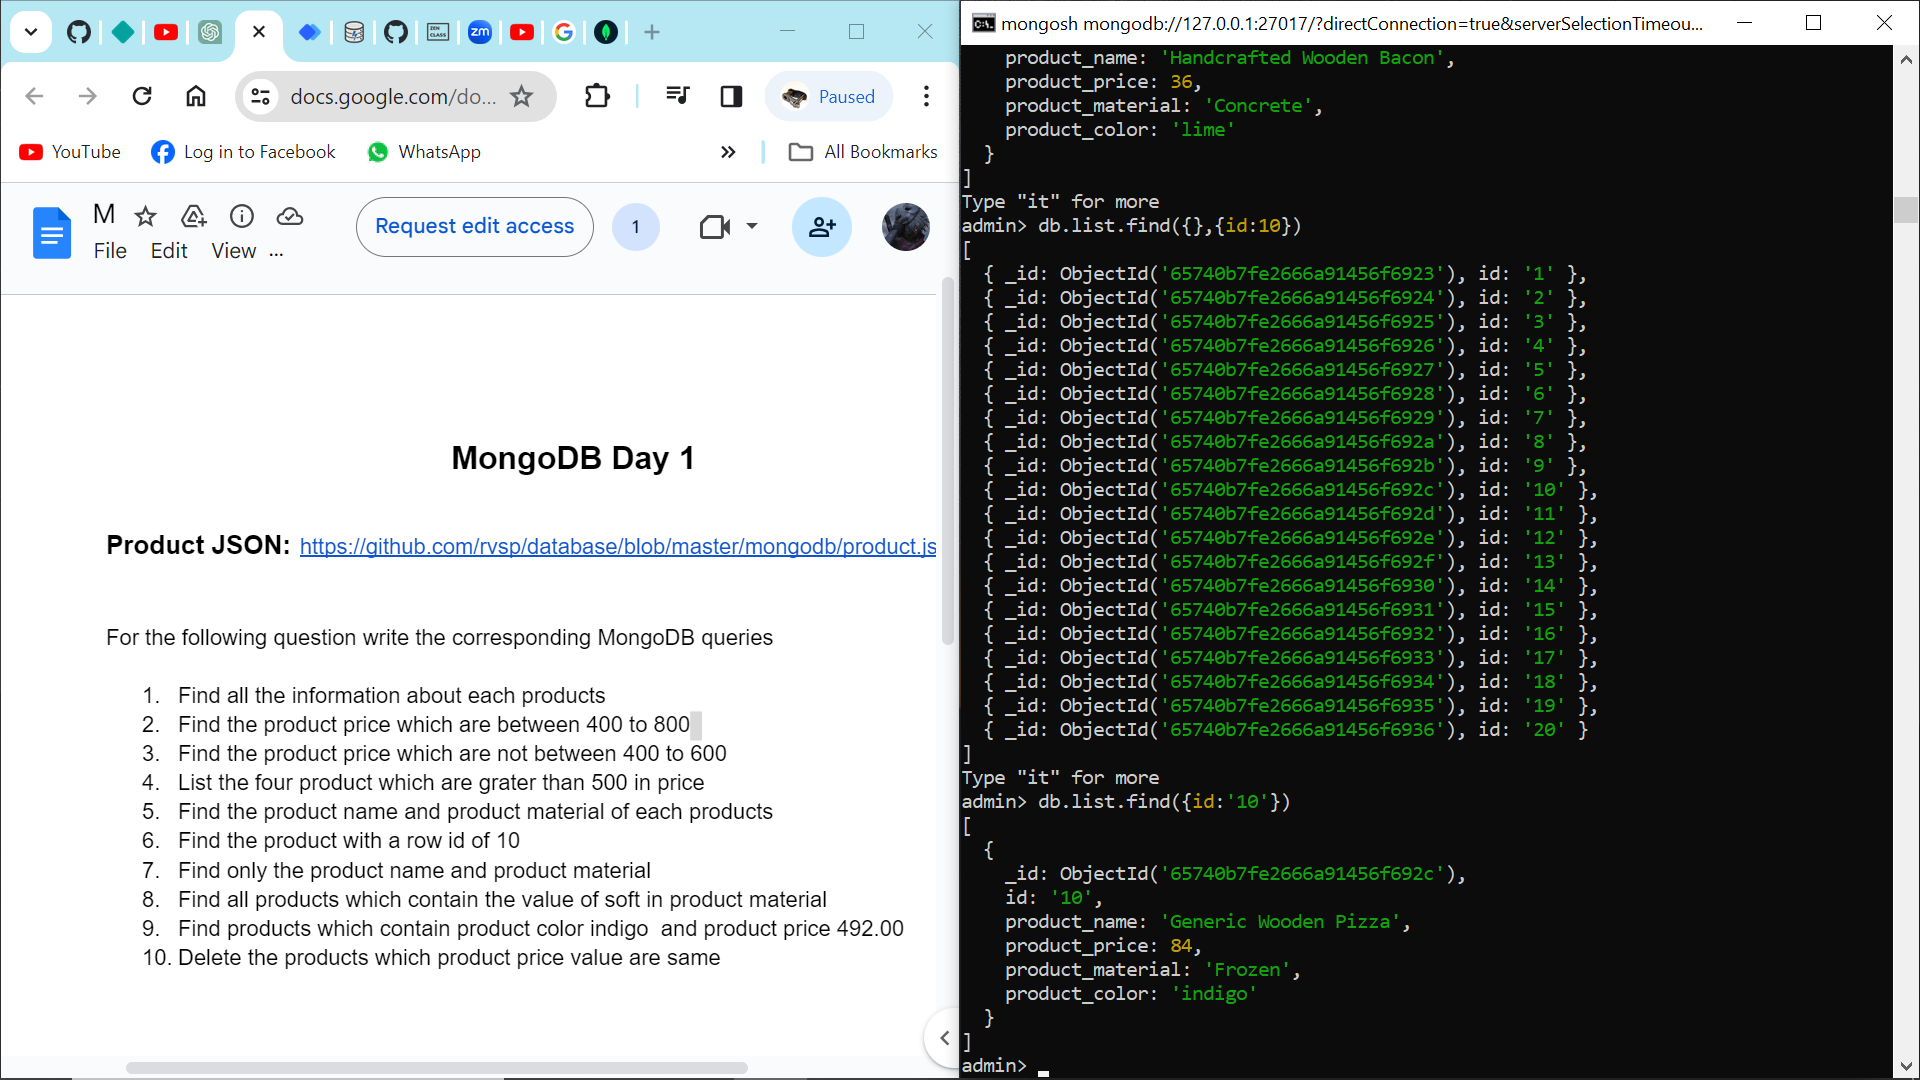 docs.google.com/do...
Paused
YouTube
Log in to Facebook
WhatsApp
All Bookmarks
M
File Edit View ...
Request edit access
1
MongoDB Day 1
Product JSON: https://github.com/rvsp/database/blob/master/mongodb/product.js
For the following question write the corresponding MongoDB queries
1. Find all the information about each products
2. Find the product price which are between 400 to 800
3. Find the product price which are not between 400 to 600
4. List the four product which are grater than 500 in price
5. Find the product name and product material of each products
6. Find the product with a row id of 10
7. Find only the product name and product material
8. Find all products which contain the value of soft in product material
9. Find products which contain product color indigo  and product price 492.00
10. Delete the products which product price value are same
mongosh mongodb://127.0.0.1:27017/?directConnection=true&serverSelectionTimeou...
product_name: 'Handcrafted Wooden Bacon',
product_price: 36,
product_material: 'Concrete',
product_color: 'lime'
}
]
Type "it" for more
admin> db.list.find({},{id:10})
[
{ _id: ObjectId('65740b7fe2666a91456f6923'), id: '1' },
{ _id: ObjectId('65740b7fe2666a91456f6924'), id: '2' },
{ _id: ObjectId('65740b7fe2666a91456f6925'), id: '3' },
{ _id: ObjectId('65740b7fe2666a91456f6926'), id: '4' },
{ _id: ObjectId('65740b7fe2666a91456f6927'), id: '5' },
{ _id: ObjectId('65740b7fe2666a91456f6928'), id: '6' },
{ _id: ObjectId('65740b7fe2666a91456f6929'), id: '7' },
{ _id: ObjectId('65740b7fe2666a91456f692a'), id: '8' },
{ _id: ObjectId('65740b7fe2666a91456f692b'), id: '9' },
{ _id: ObjectId('65740b7fe2666a91456f692c'), id: '10' },
{ _id: ObjectId('65740b7fe2666a91456f692d'), id: '11' },
{ _id: ObjectId('65740b7fe2666a91456f692e'), id: '12' },
{ _id: ObjectId('65740b7fe2666a91456f692f'), id: '13' },
{ _id: ObjectId('65740b7fe2666a91456f6930'), id: '14' },
{ _id: ObjectId('65740b7fe2666a91456f6931'), id: '15' },
{ _id: ObjectId('65740b7fe2666a91456f6932'), id: '16' },
{ _id: ObjectId('65740b7fe2666a91456f6933'), id: '17' },
{ _id: ObjectId('65740b7fe2666a91456f6934'), id: '18' },
{ _id: ObjectId('65740b7fe2666a91456f6935'), id: '19' },
{ _id: ObjectId('65740b7fe2666a91456f6936'), id: '20' }
]
Type "it" for more
admin> db.list.find({id:'10'})
[
{
_id: ObjectId('65740b7fe2666a91456f692c'),
id: '10',
product_name: 'Generic Wooden Pizza',
product_price: 84,
product_material: 'Frozen',
product_color: 'indigo'
}
]
admin>